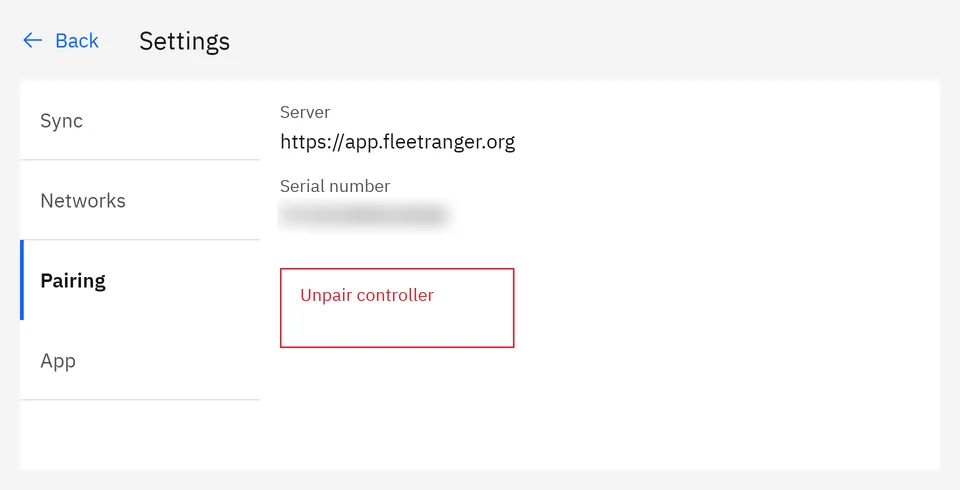 Back
Settings
Sync
Networks
Pairing
App
Server
https://app.fleetranger.org
Serial number
Unpair controller